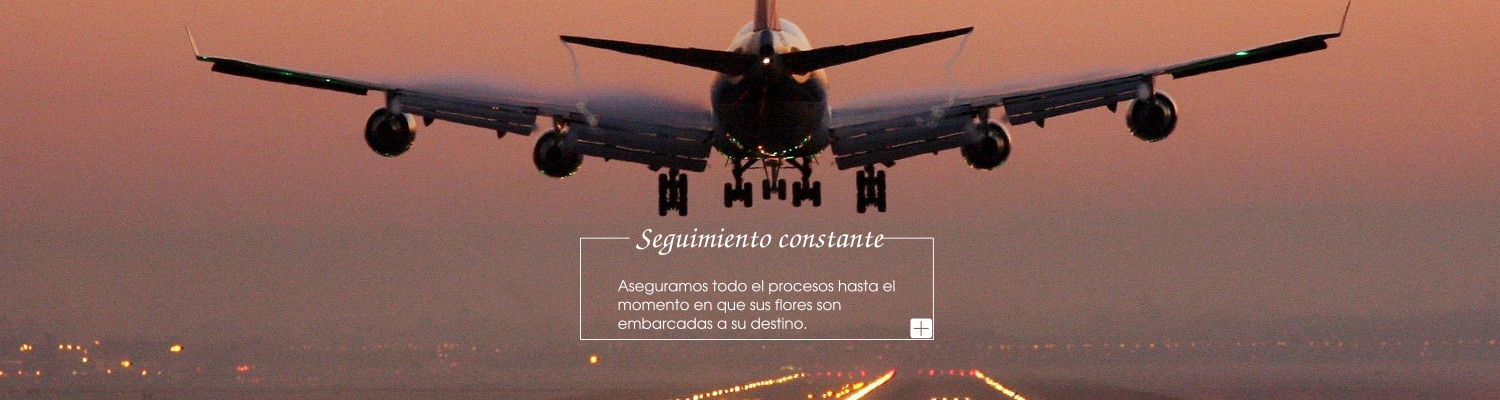 Seguimiento constante
Aseguramos todo el procesos hasta el
momento en que sus flores son
embarcadas a su destino.